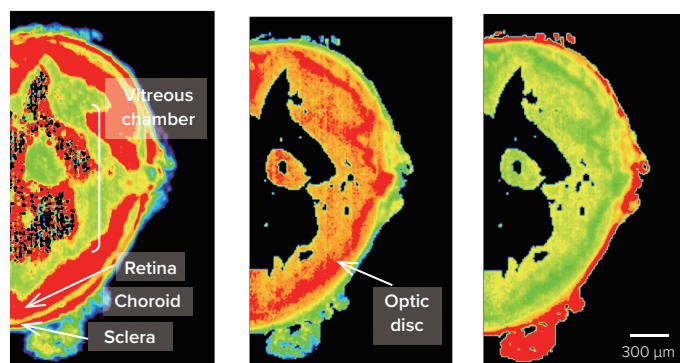 Vitreous
chamber
Retina
Choroid
Sclera
Optic
disc
300 µm